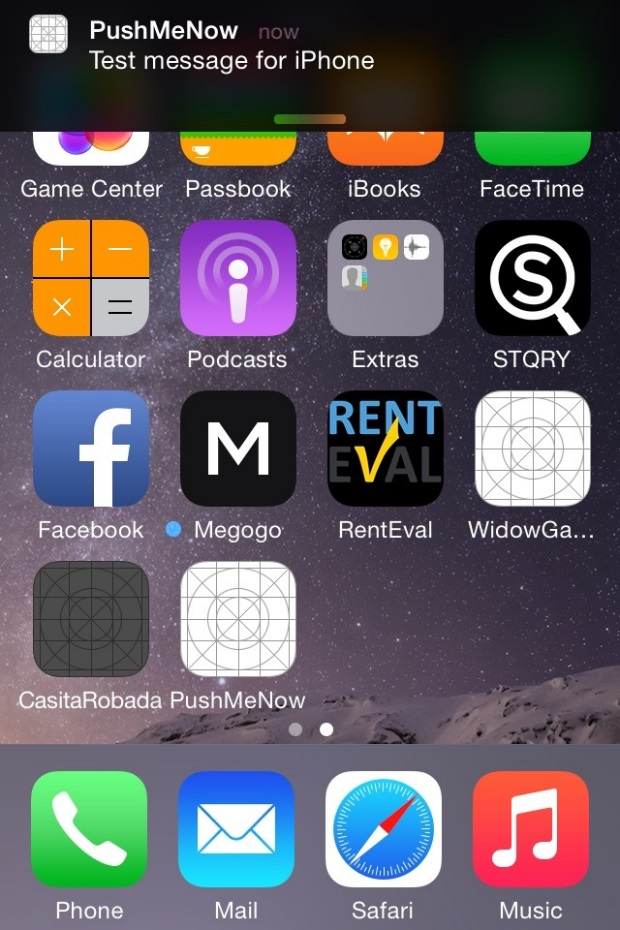 PushMeNow now
Test message for iPhone
Game Center Passbook iBooks FaceTime
Calculator Podcasts Extras STQRY
RENT
EVAL
Facebook Megogo RentEval WidowGa...
CasitaRobada PushMeNow
Phone Mail Safari Music